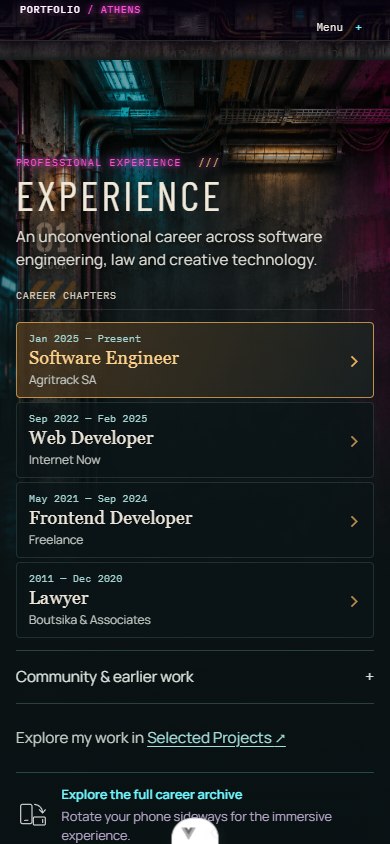 PORTFOLIO / ATHENS
Menu +
PROFESSIONAL EXPERIENCE ///
EXPERIENCE
An unconventional career across software
engineering, law and creative technology.
CAREER CHAPTERS
Jan 2025 — Present
Software Engineer
Agritrack SA
Sep 2022 — Feb 2025
Web Developer
Internet Now
May 2021 — Sep 2024
Frontend Developer
Freelance
2011 — Dec 2020
Lawyer
Boutsika & Associates
Community & earlier work +
Explore my work in Selected Projects ↗
Explore the full career archive
Rotate your phone sideways for the immersive
experience.